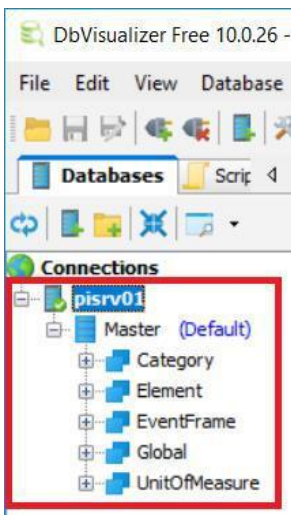 DbVisualizer Free 10.0.26 -
File Edit View Database
Databases Scrip
Connections
pisrv01
Master (Default)
Category
Element
EventFrame
Global
UnitOfMeasure